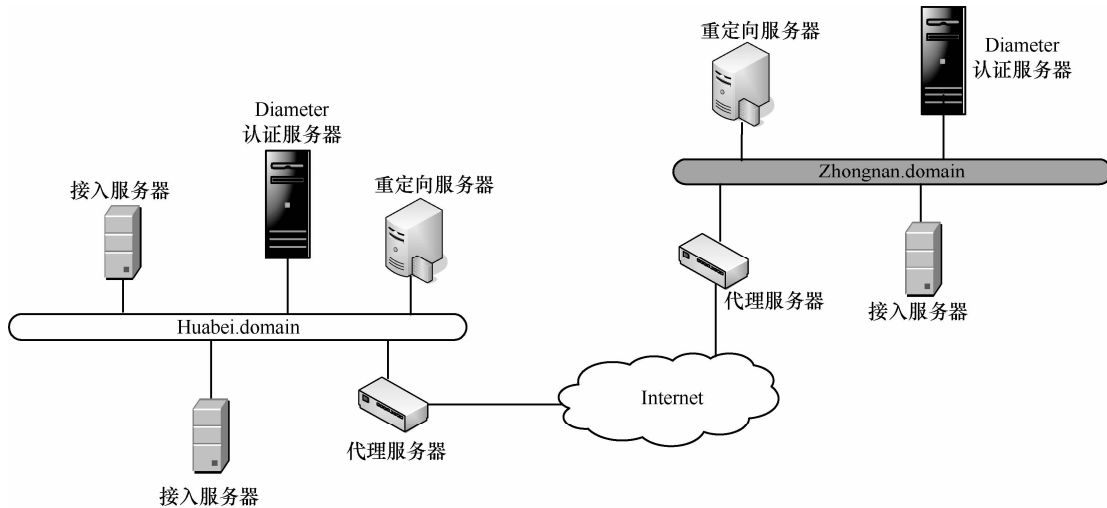 重定向服务器
Diameter
认证服务器
Zhongnan.domain
代理服务器
接入服务器
Diameter
认证服务器
接入服务器
重定向服务器
Huabei.domain
接入服务器
代理服务器
Internet